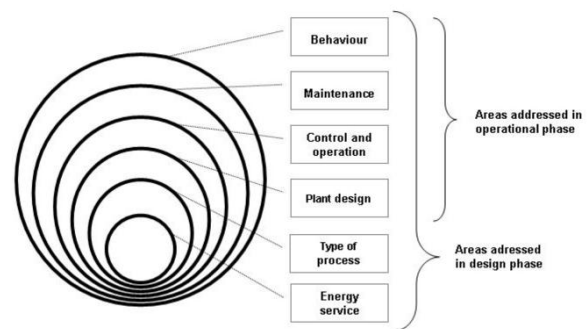 Behaviour
Maintenance
Control and
operation
Plant design
Type of
process
Energy
service
Areas addressed in
operational phase
Areas adressed
in design phase